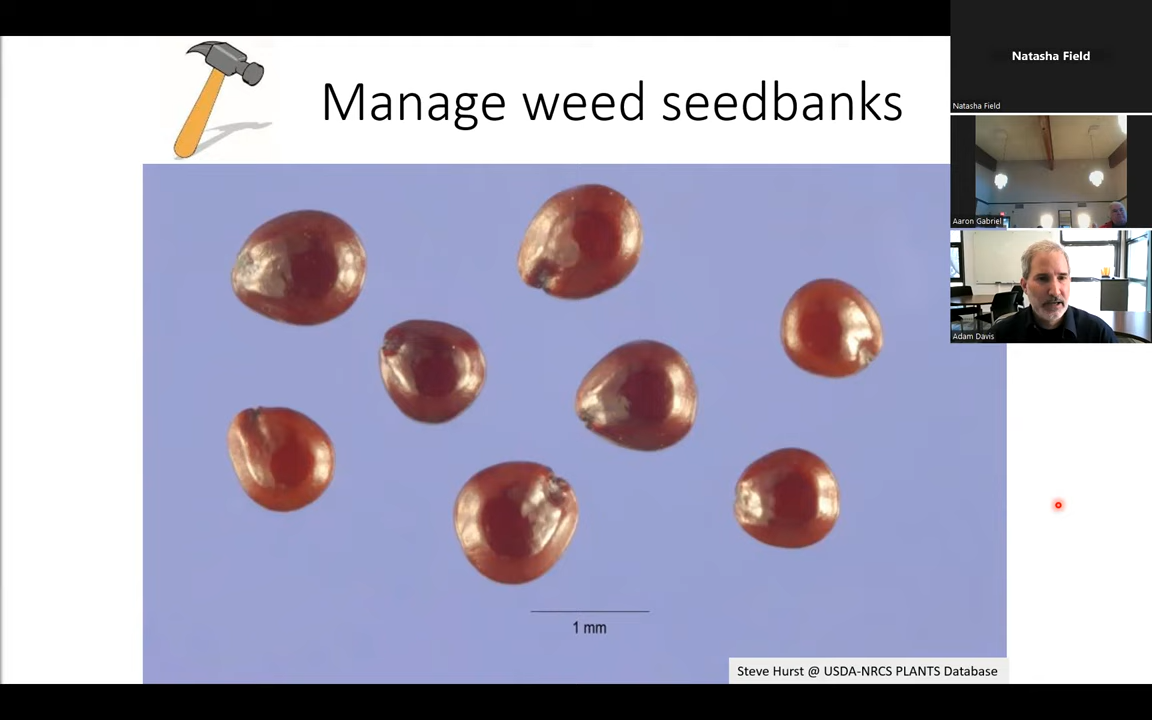 Manage weed seedbanks
Natasha Field
Natasha Field
Aaron Gabriel
Adam Davis
1 mm
Steve Hurst @ USDA-NRCS PLANTS Database